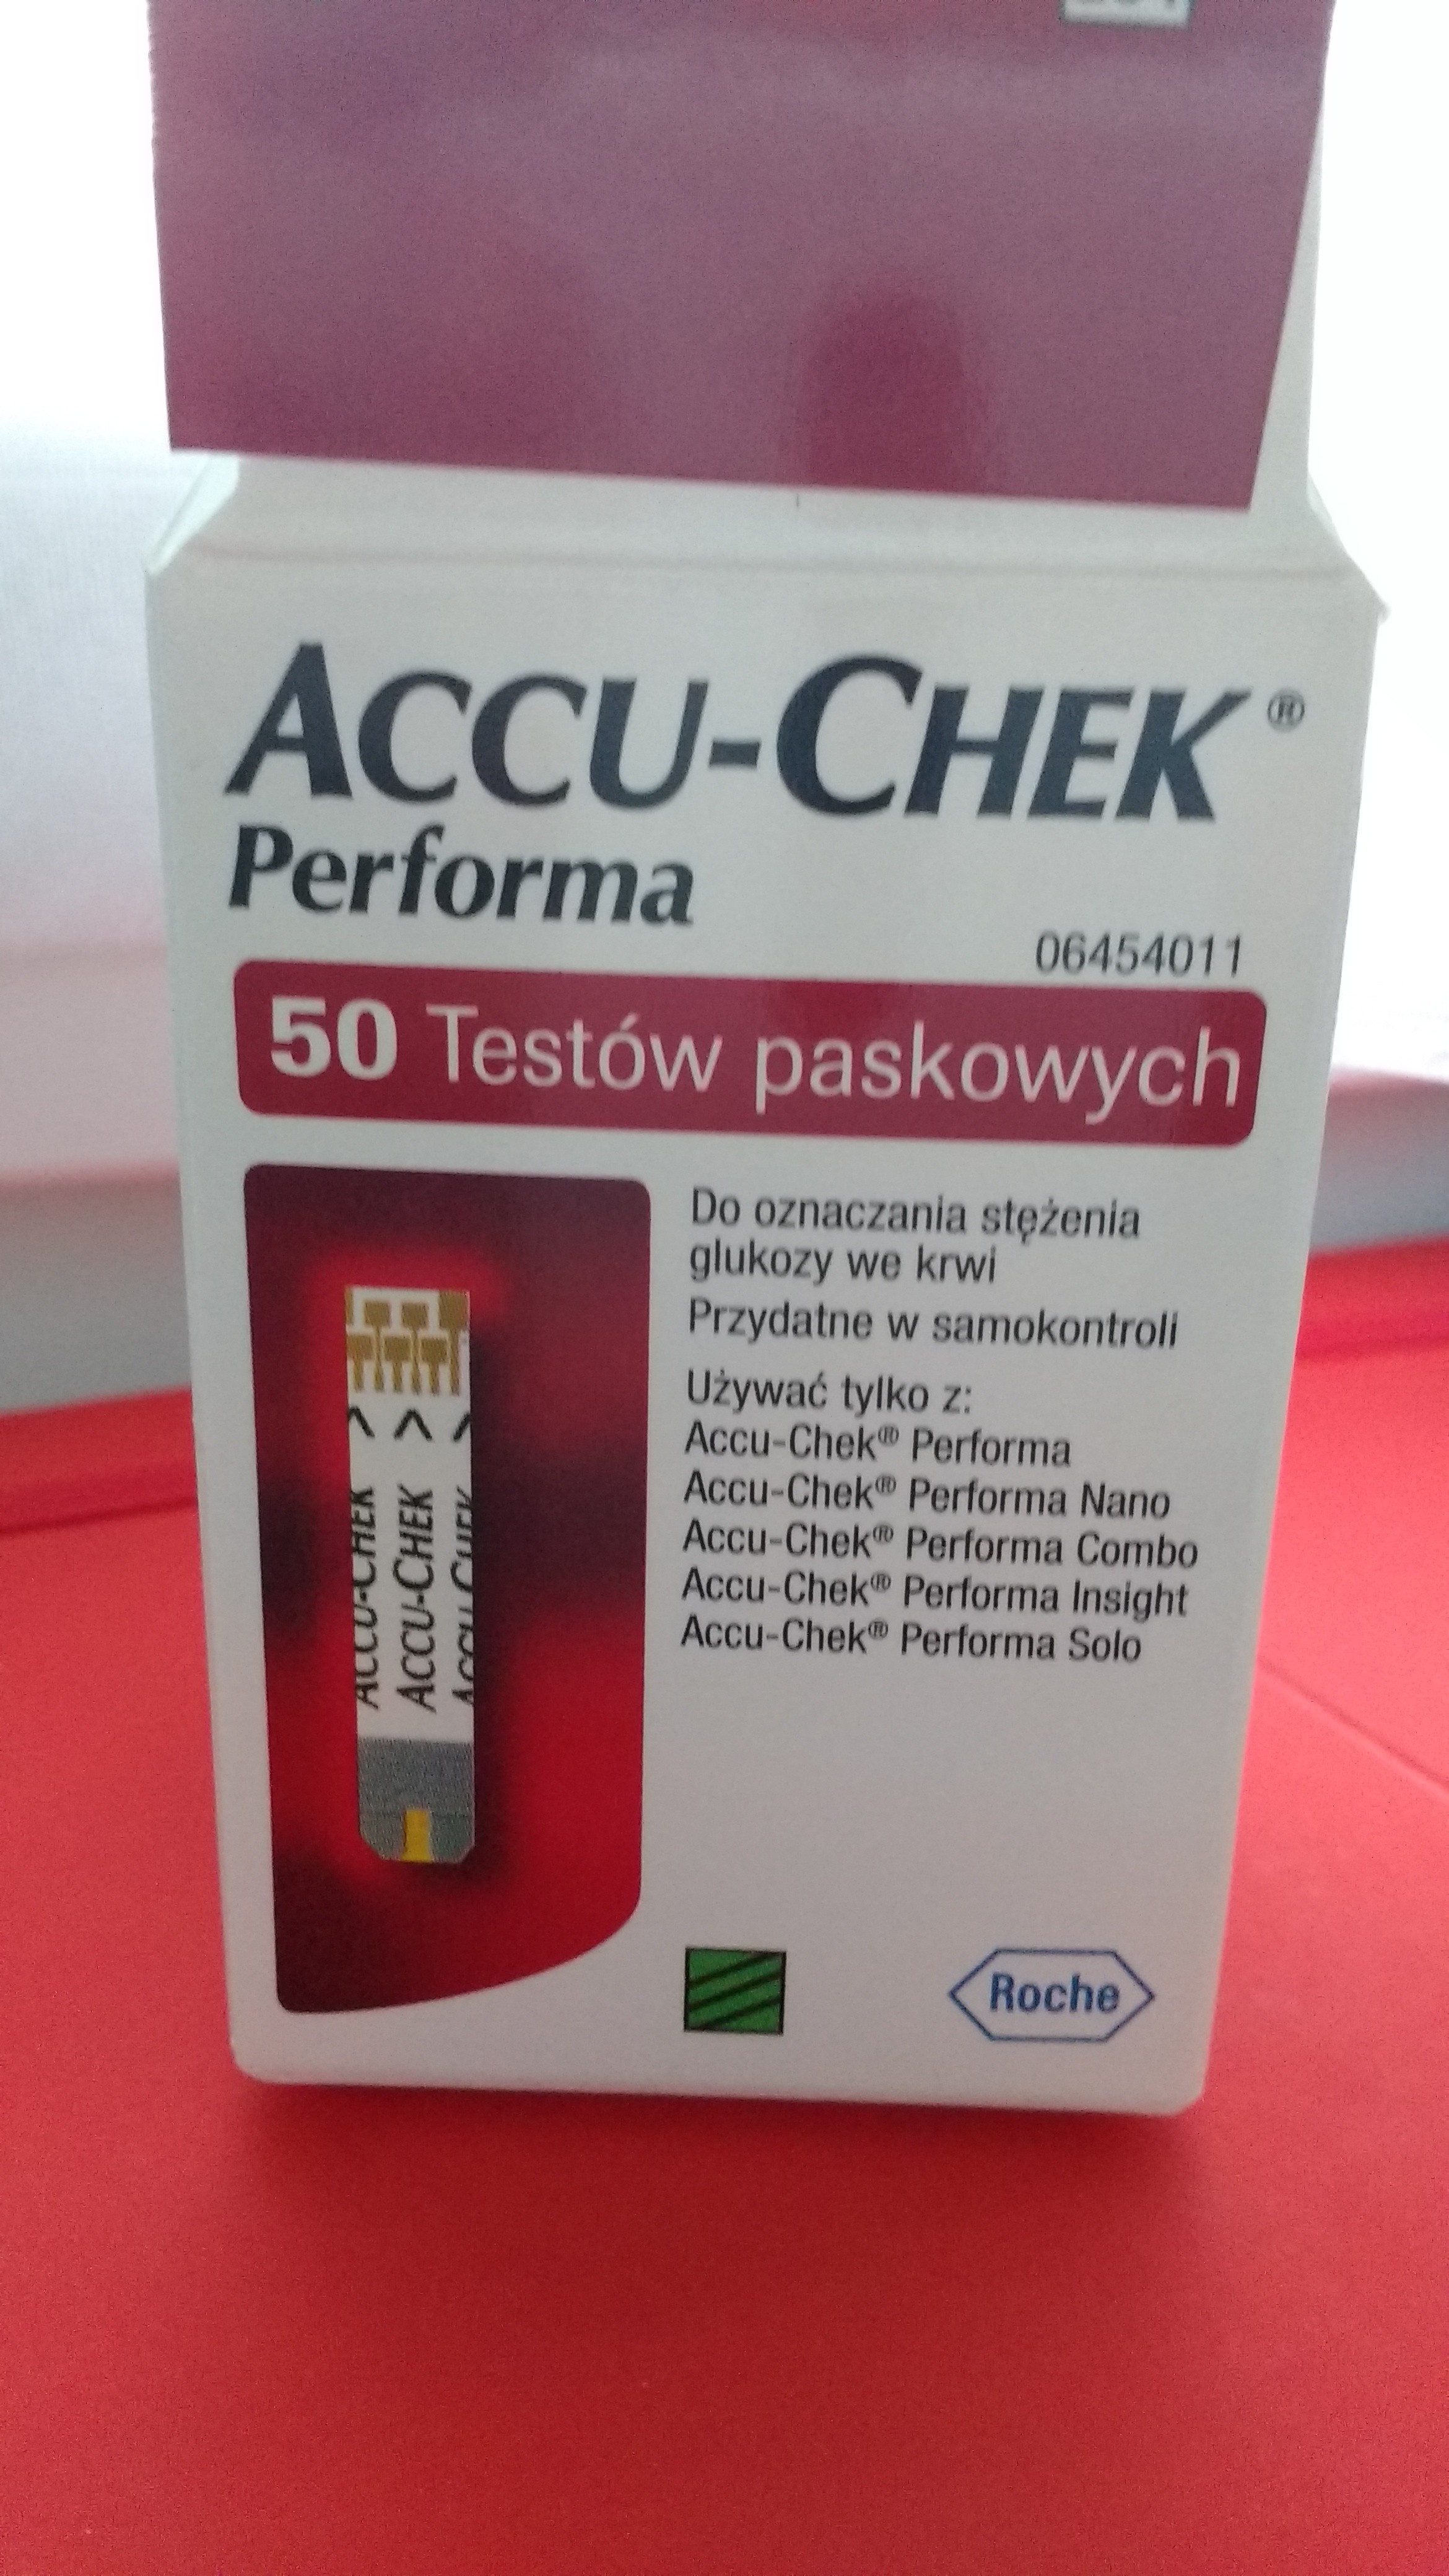 ACCU-CHEK®
Performa
06454011
50 Testów paskowych
Do oznaczania stężenia
glukozy we krwi
Przydatne w samokontroli
Używać tylko z:
Accu-Chek® Performa
Accu-Chek® Performa Nano
Accu-Chek® Performa Combo
Accu-Chek® Performa Insight
Accu-Chek® Performa Solo
ACCU-CHEK
ACCU-CHEK
ACCU-CHEK
Roche